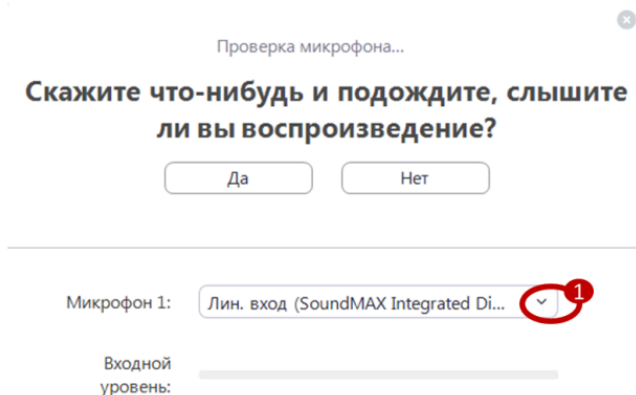 Проверка микрофона...
Скажите что-нибудь и подождите, слышите
ли вы воспроизведение?
Да Нет
Микрофон 1: Лин. вход (SoundMAX Integrated Di...
1
Входной
уровень: